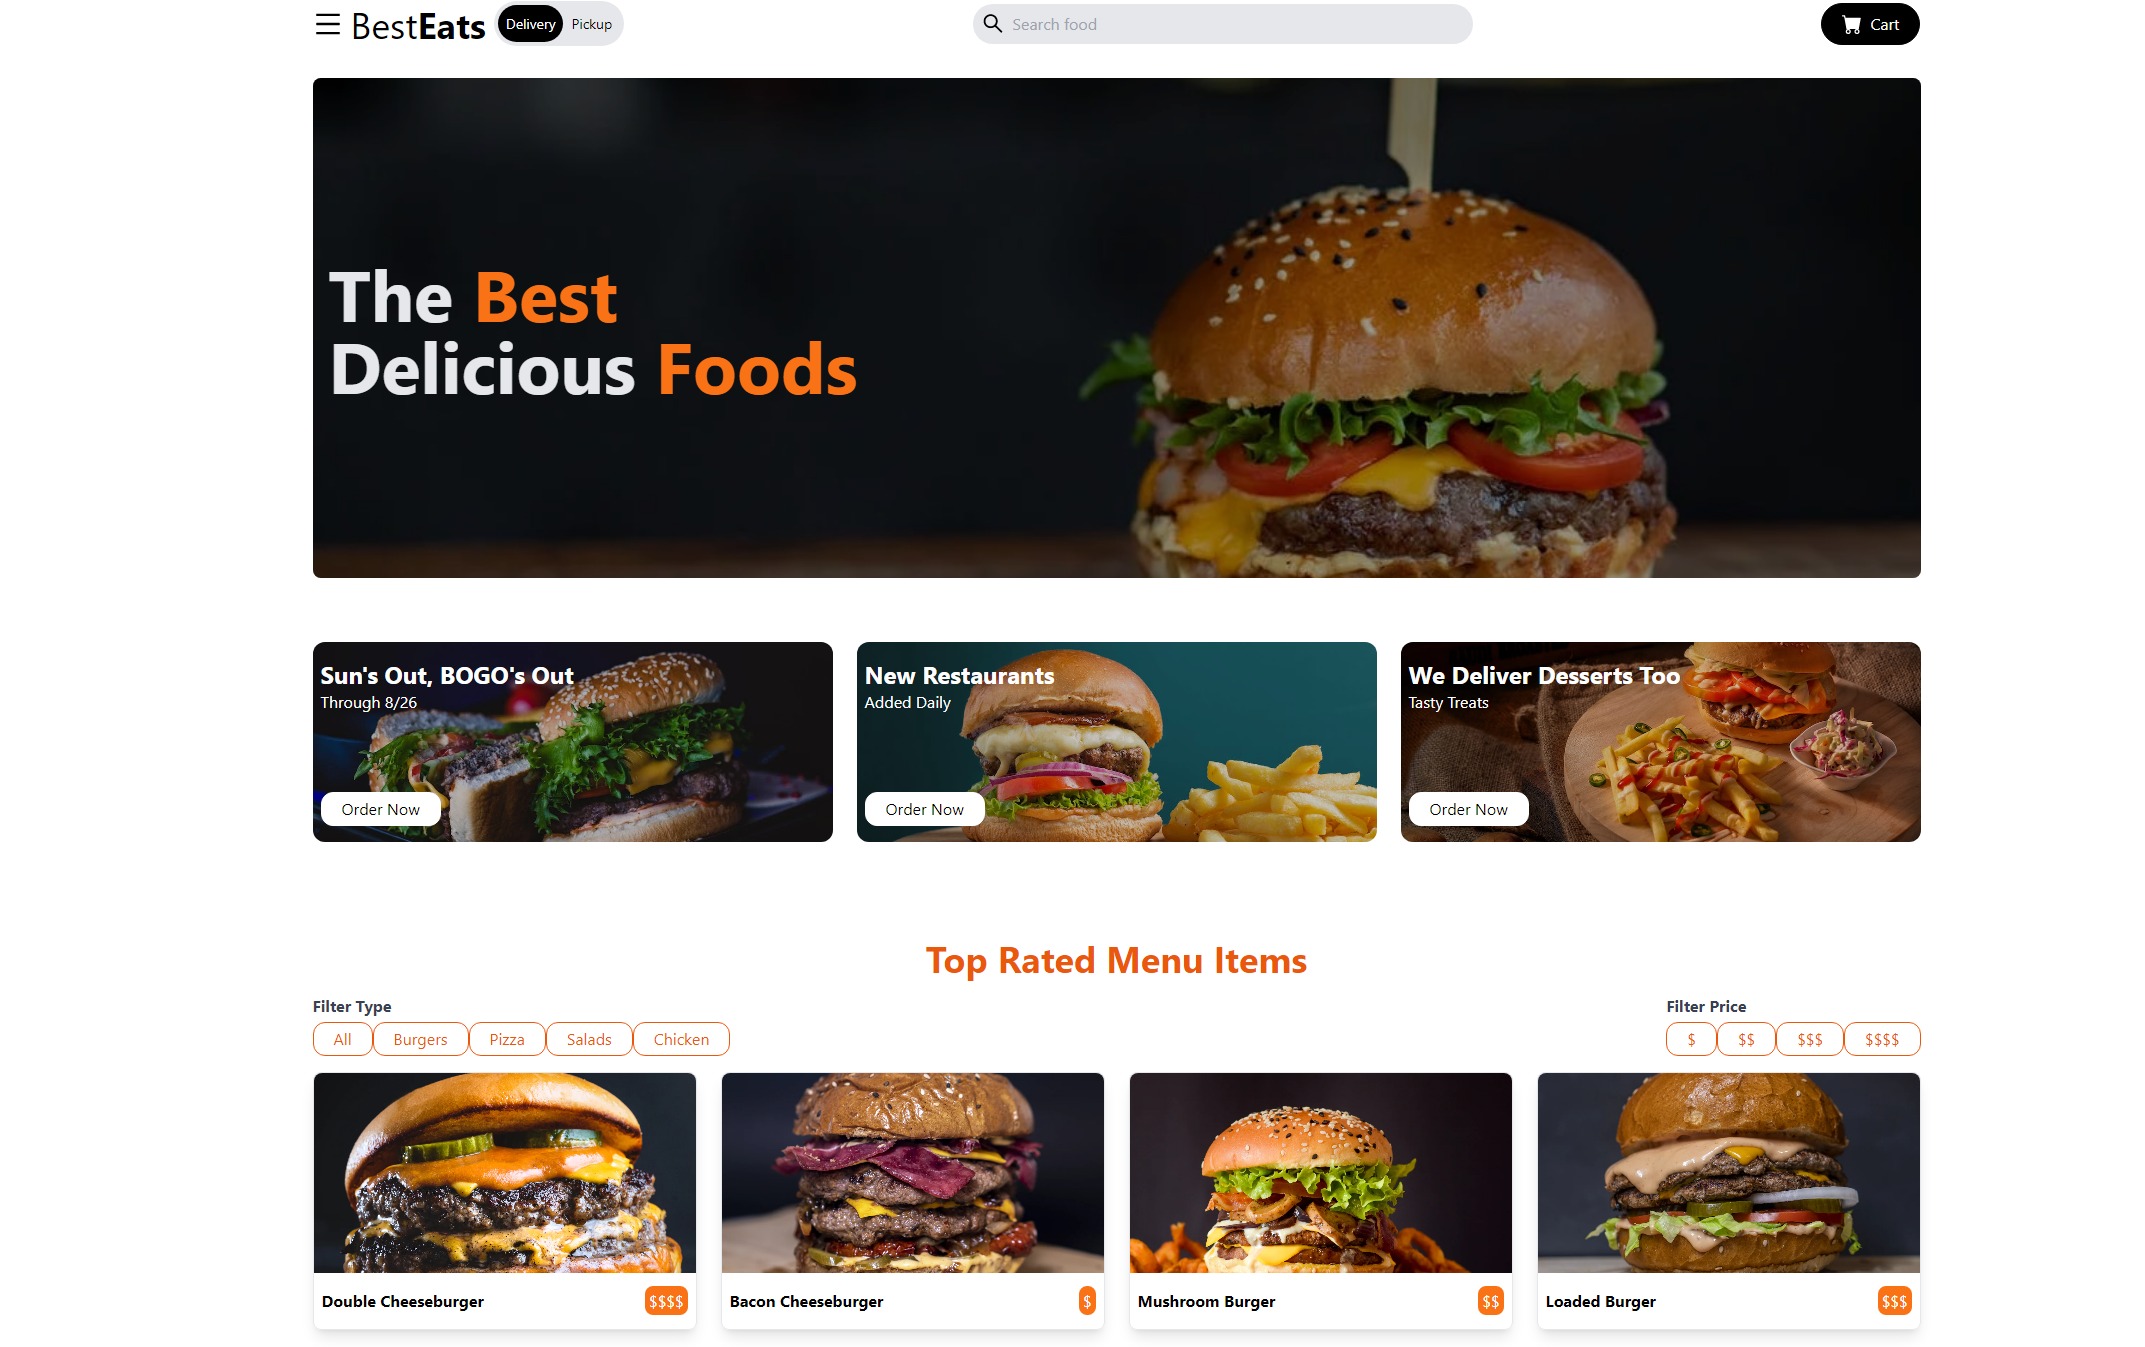 BestEats
Delivery Pickup
Search food
Cart
The Best
Delicious Foods
Sun's Out, BOGO's Out
Through 8/26
Order Now
New Restaurants
Added Daily
Order Now
We Deliver Desserts Too
Tasty Treats
Order Now
Top Rated Menu Items
Filter Type
All Burgers Pizza Salads Chicken
Filter Price
$ $$ $$$ $$$$
Double Cheeseburger $$$$
Bacon Cheeseburger $
Mushroom Burger $$
Loaded Burger $$$